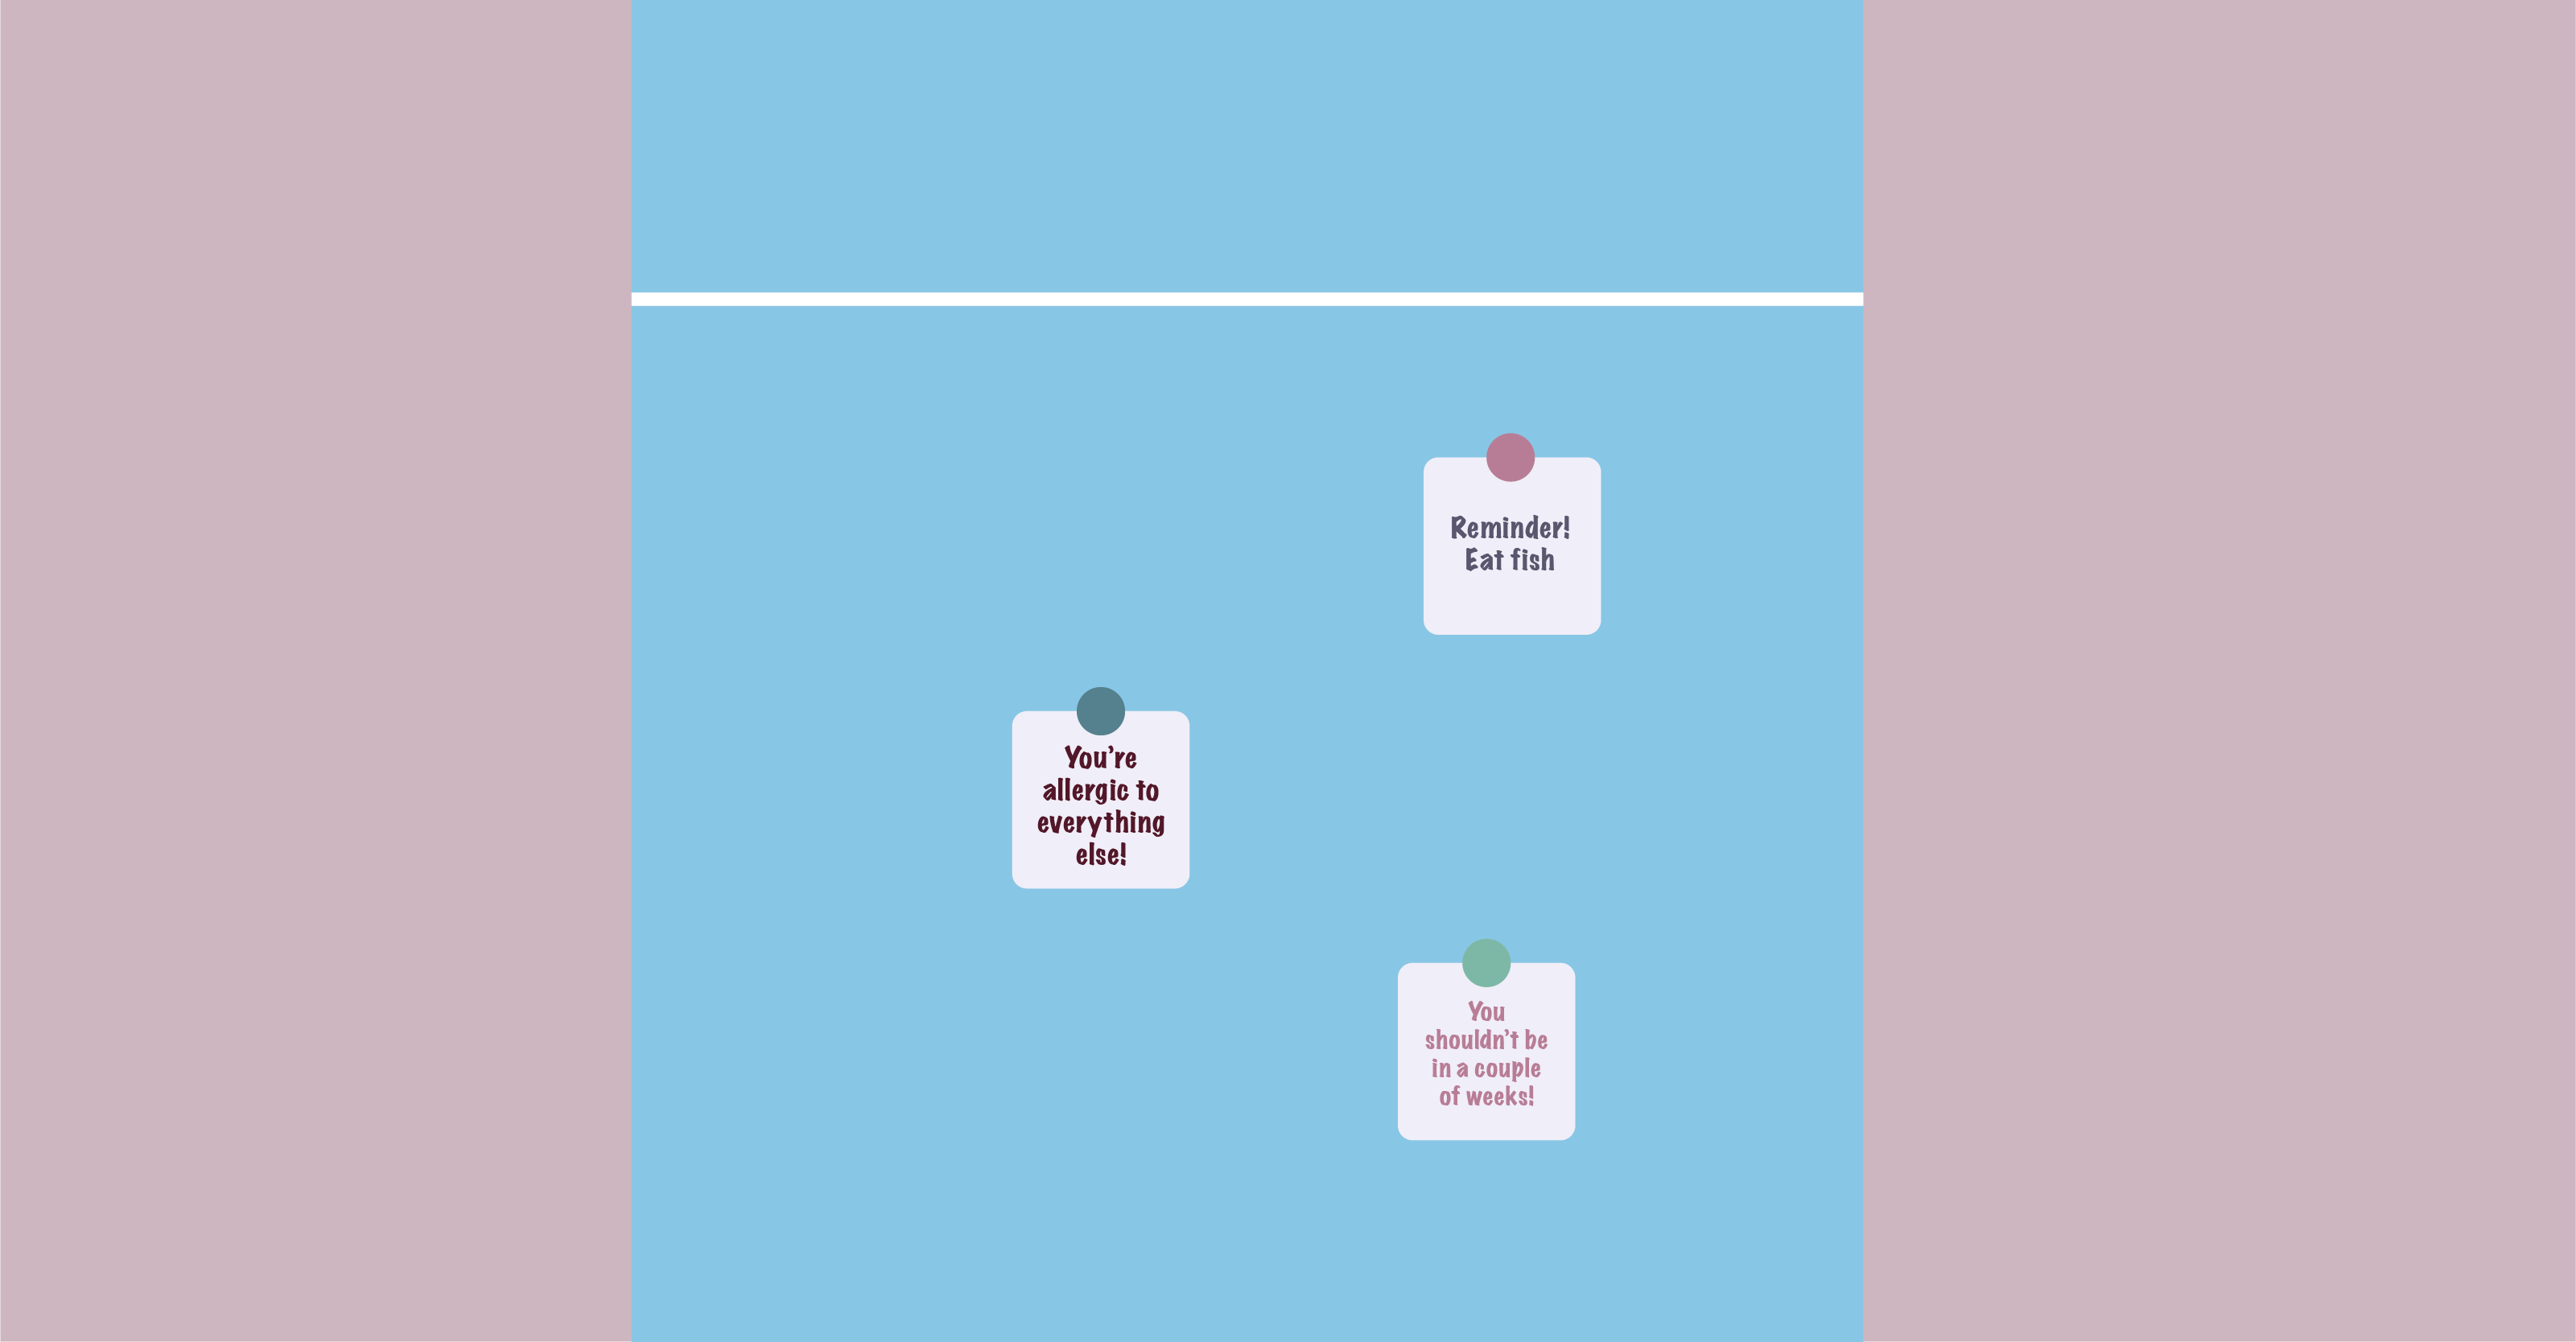 Reminder!
Eat fish
You’re
allergic to
everything
else!
You
shouldn’t be
in a couple
of weeks!